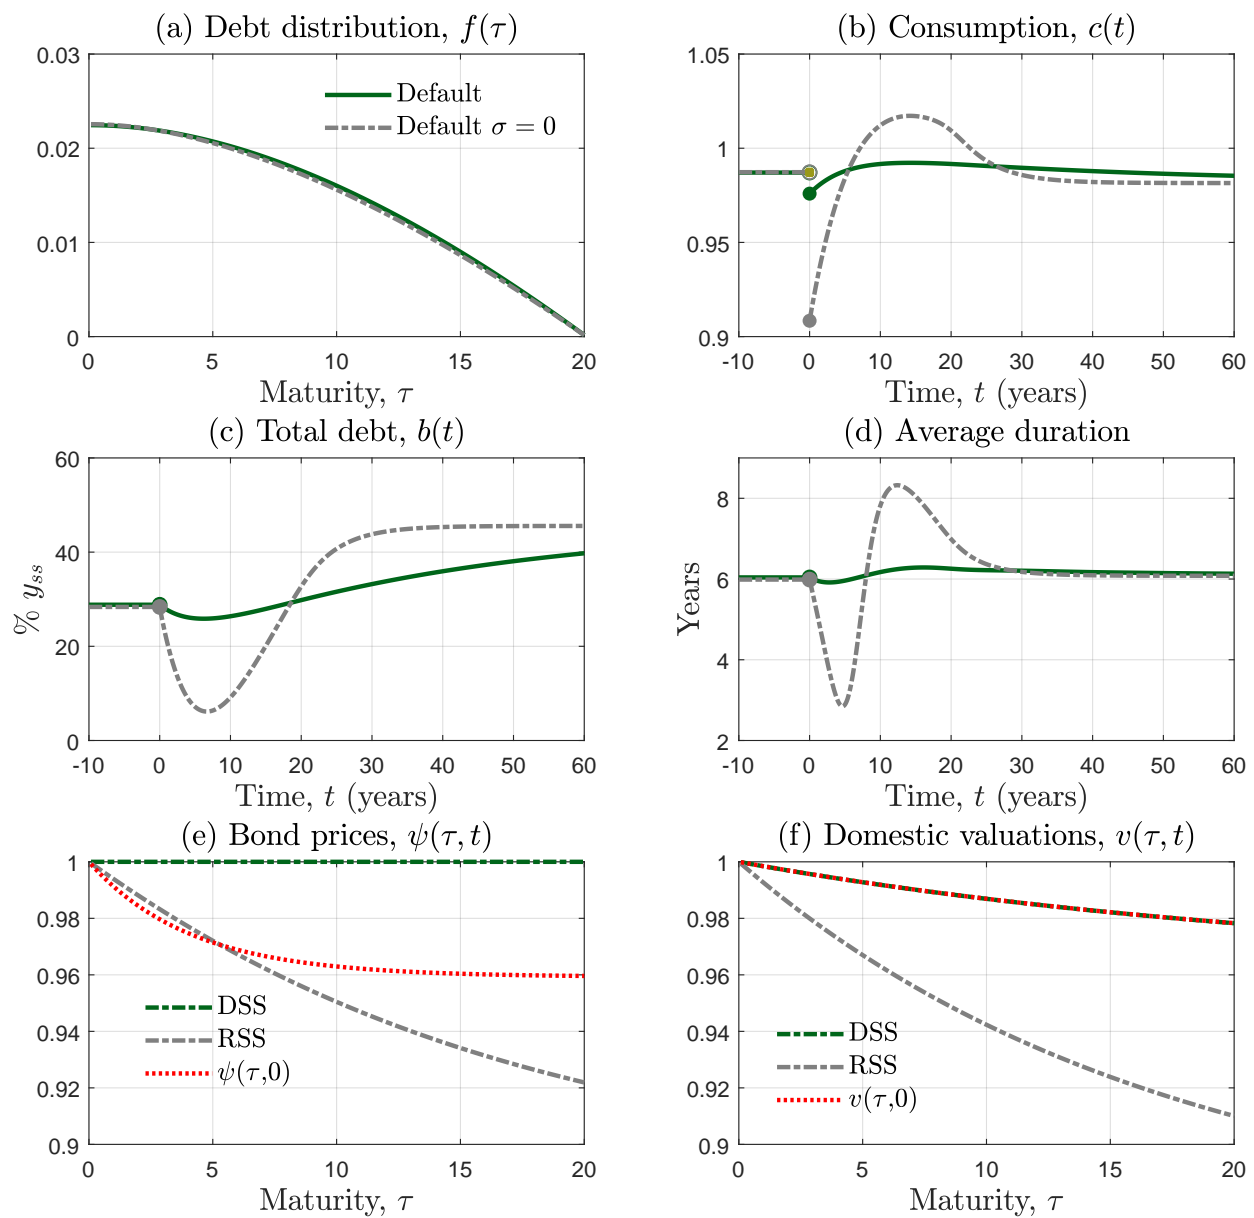 (a) Debt distribution, f(τ)
0.03
0.02
0.01
0
Default
Default σ = 0
0 5 10 15 20
Maturity, τ
(b) Consumption, c(t)
1.05
1
0.95
0.9
-10 0 10 20 30 40 50 60
Time, t (years)
(c) Total debt, b(t)
% y_ss
60
40
20
0
-10 0 10 20 30 40 50 60
Time, t (years)
(d) Average duration
Years
8
6
4
2
-10 0 10 20 30 40 50 60
Time, t (years)
(e) Bond prices, ψ(τ, t)
1
0.98
0.96
0.94
0.92
0.9
DSS
RSS
ψ(τ,0)
0 5 10 15 20
Maturity, τ
(f) Domestic valuations, v(τ, t)
1
0.98
0.96
0.94
0.92
0.9
DSS
RSS
v(τ,0)
0 5 10 15 20
Maturity, τ